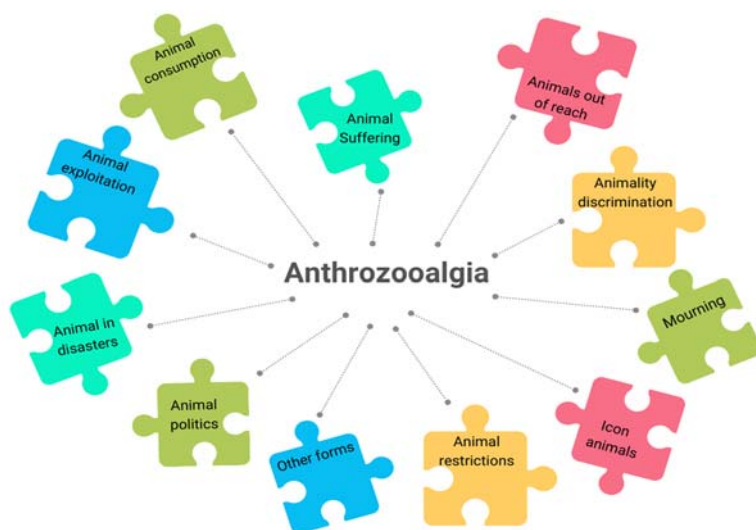 Animal
consumption
Animal
Suffering
Animals out
of reach
Animal
exploitation
Animality
discrimination
Anthrozooalgia
Animal in
disasters
Mourning
Animal
politics
Other forms
Animal
restrictions
Icon
animals